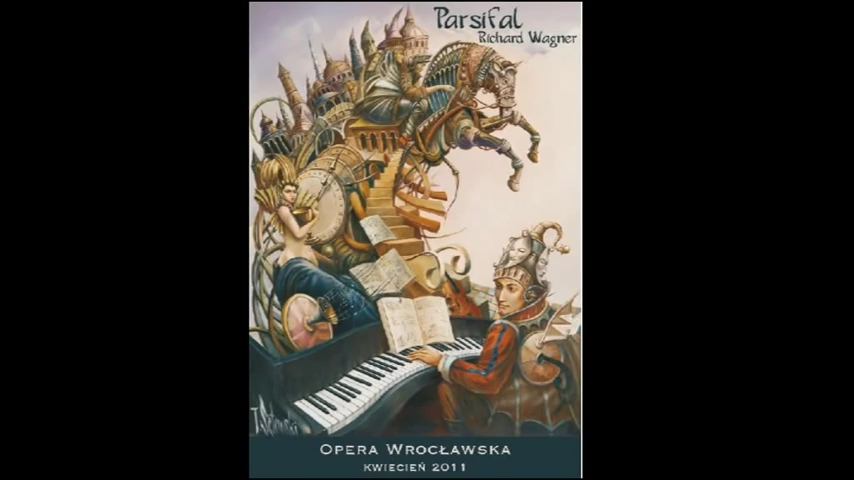 Parsifal
Richard Wagner
OPERA WROCŁAWSKA
KWIECIEŃ 2011